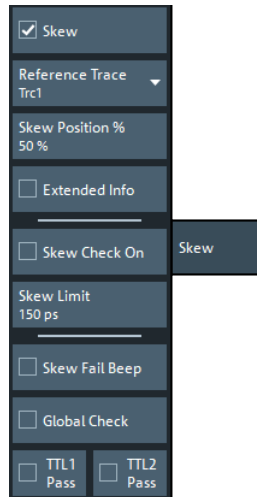 Skew
Reference Trace
Trc1
Skew Position %
50 %
Extended Info
Skew Check On
Skew
Skew Limit
150 ps
Skew Fail Beep
Global Check
TTL1 Pass
TTL2 Pass